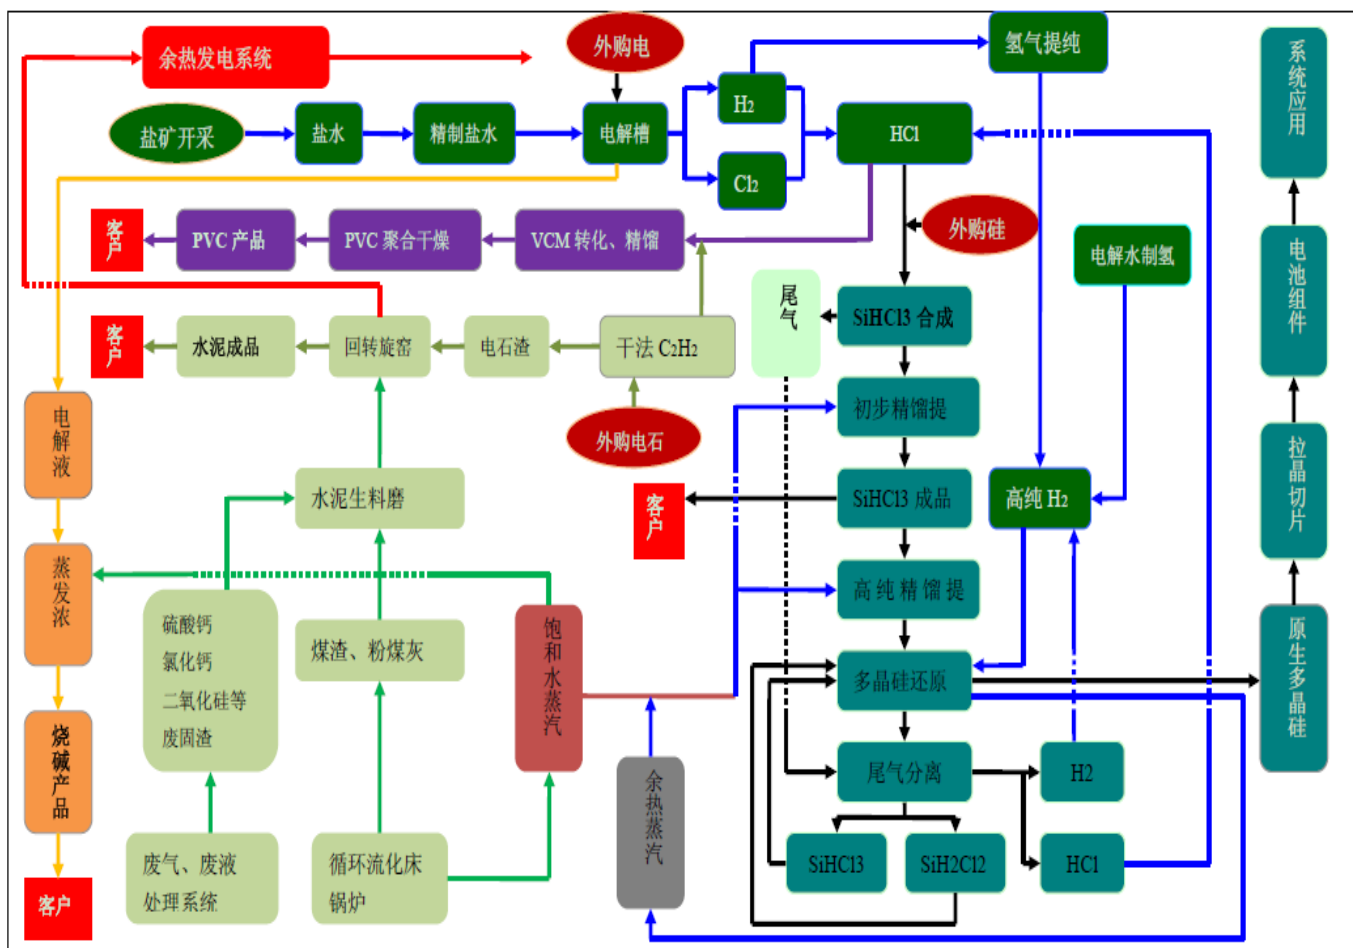 余热发电系统
外购电
氢气提纯
系统应用
盐矿开采
盐水
精制盐水
电解槽
H2
Cl2
HCl
客户
PVC 产品
PVC 聚合干燥
VCM 转化、精馏
外购硅
电解水制氢
电池组件
尾气
SiHCl3 合成
客户
水泥成品
回转旋窑
电石渣
干法 C2H2
初步精馏提
外购电石
电解液
拉晶切片
水泥生料磨
客户
SiHCl3 成品
高纯 H2
蒸发浓
高纯精馏提
硫酸钙
氯化钙
二氧化硅等
废固渣
煤渣、粉煤灰
饱和水蒸汽
多晶硅还原
原生多晶硅
烧碱产品
余热蒸汽
尾气分离
H2
废气、废液
处理系统
循环流化床
锅炉
SiHCl3
SiH2Cl2
HCl
客户